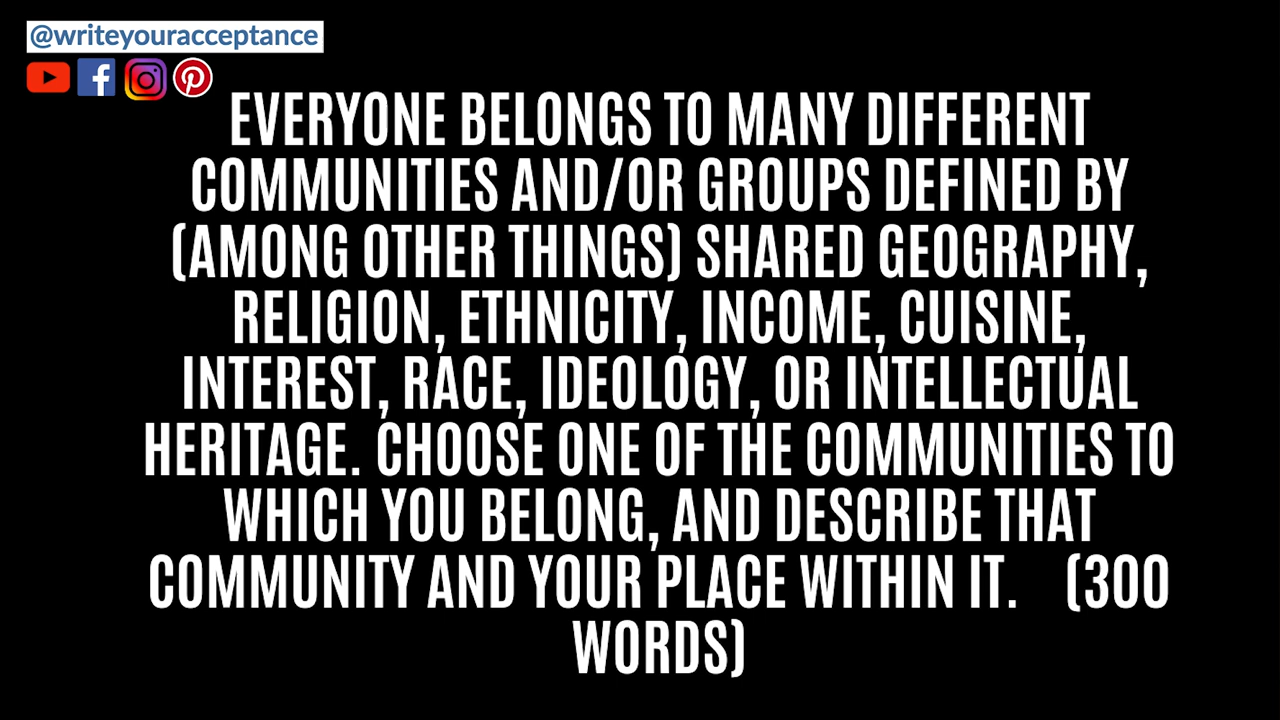 @writeyouracceptance
EVERYONE BELONGS TO MANY DIFFERENT
COMMUNITIES AND/OR GROUPS DEFINED BY
(AMONG OTHER THINGS) SHARED GEOGRAPHY,
RELIGION, ETHNICITY, INCOME, CUISINE,
INTEREST, RACE, IDEOLOGY, OR INTELLECTUAL
HERITAGE. CHOOSE ONE OF THE COMMUNITIES TO
WHICH YOU BELONG, AND DESCRIBE THAT
COMMUNITY AND YOUR PLACE WITHIN IT. (300
WORDS)